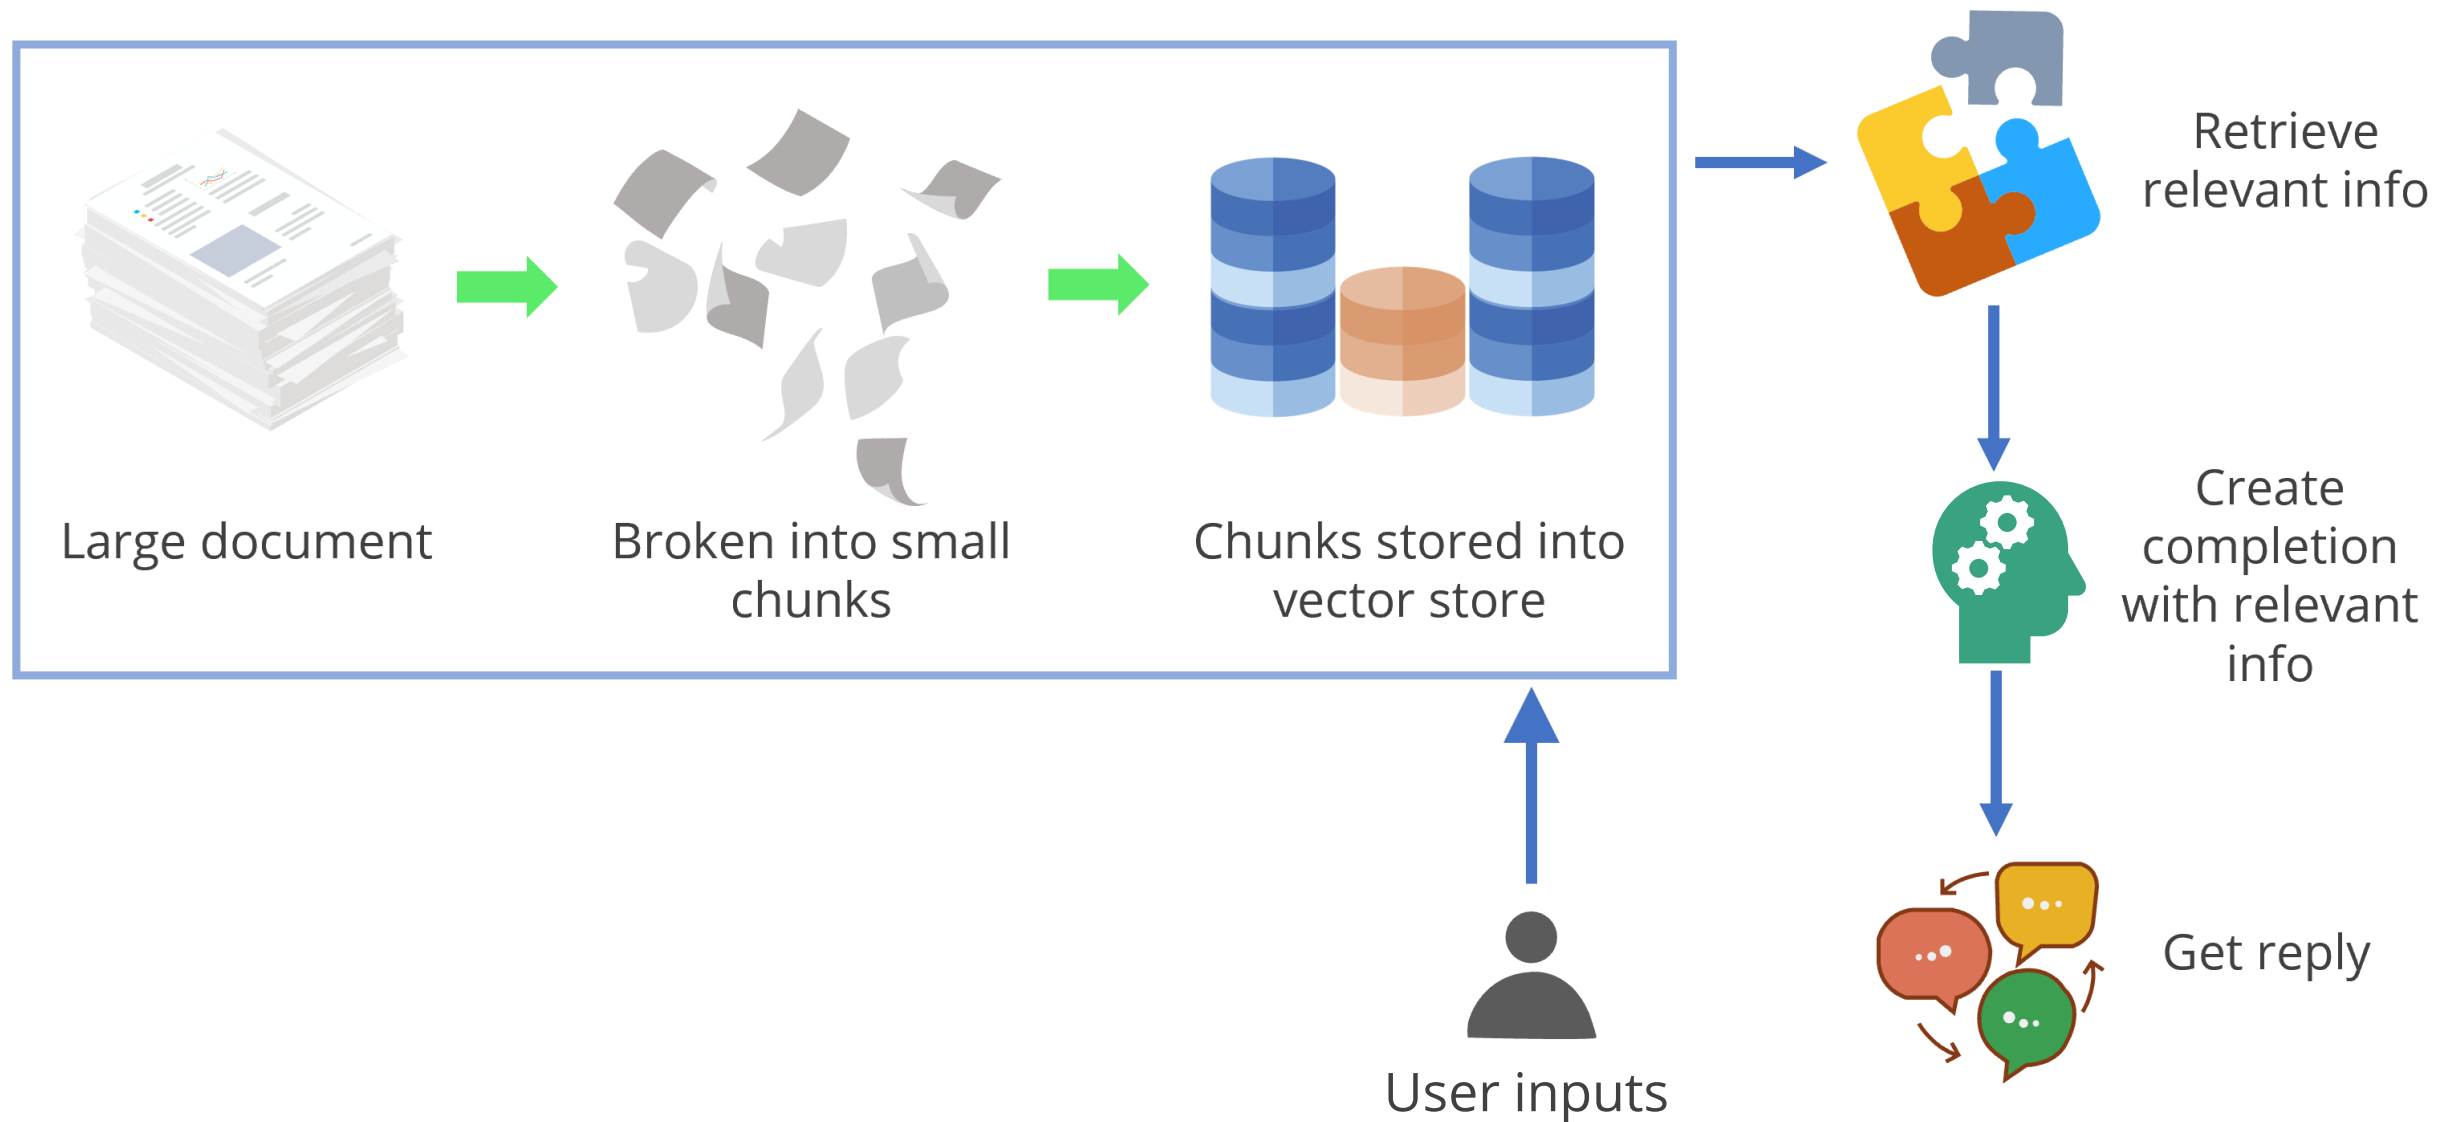 Large document
Broken into small
chunks
Chunks stored into
vector store
Retrieve
relevant info
Create
completion
with relevant
info
Get reply
User inputs